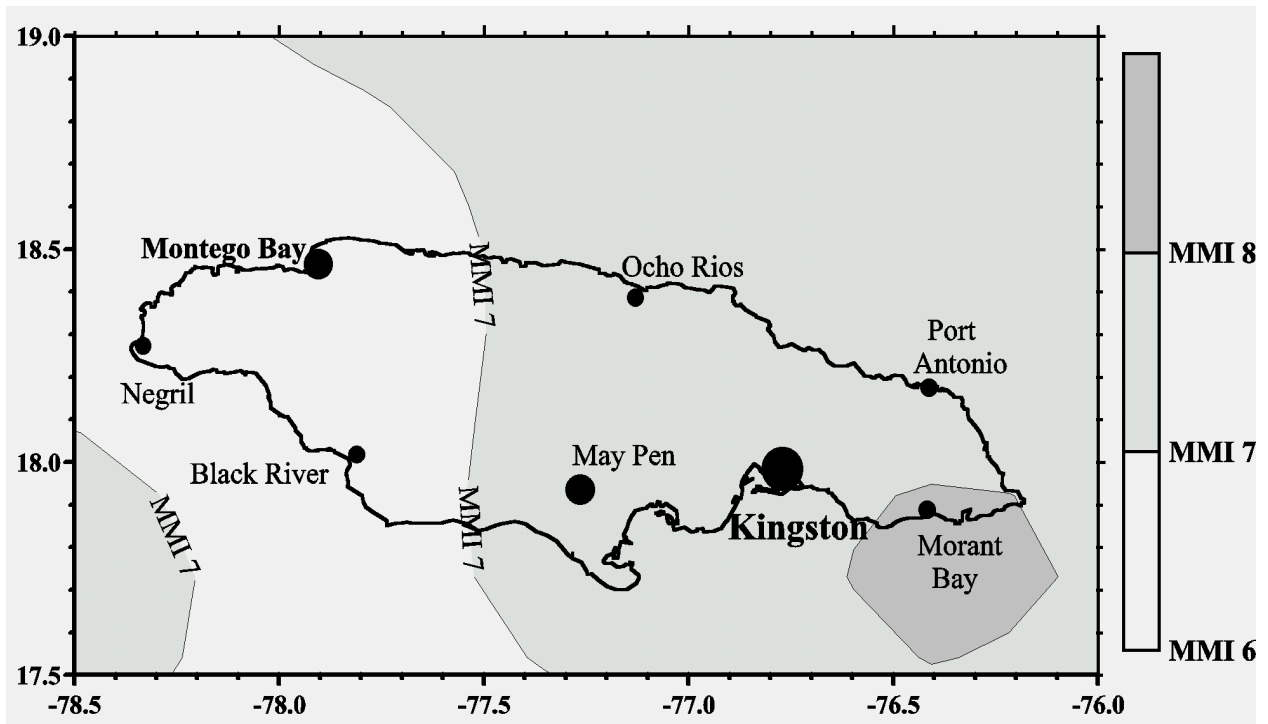 19.0
18.5
18.0
17.5
-78.5
-78.0
-77.5
-77.0
-76.5
-76.0
Montego Bay
MMI 7
Ocho Rios
Port
Antonio
Negril
Black River
May Pen
Kingston
Morant
Bay
MMI 7
MMI 7
MMI 8
MMI 7
MMI 6